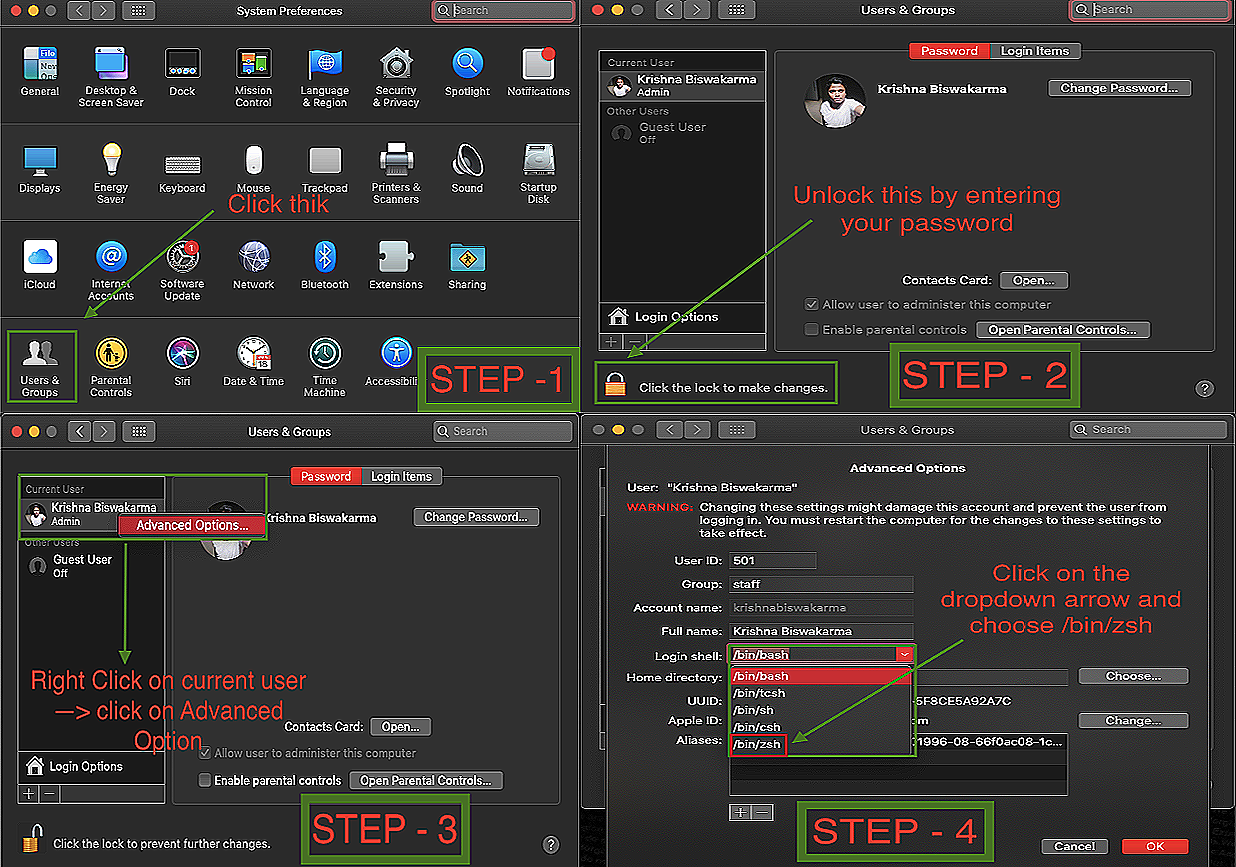 System Preferences
Search
General
Desktop &
Screen Saver
Dock
Mission
Control
Language
& Region
Security
& Privacy
Spotlight
Notifications
Displays
Energy
Saver
Keyboard
Mouse
Trackpad
Printers &
Scanners
Sound
Startup
Disk
Click thik
iCloud
Internet
Accounts
1
Software
Update
Network
Bluetooth
Extensions
Sharing
Users &
Groups
Parental
Controls
Siri
18
Date & Time
Time
Machine
STEP -1
Users & Groups
Search
Password
Login Items
Current User
Krishna Biswakarma
Admin
Other Users
Guest User
Off
Krishna Biswakarma
Change Password...
Unlock this by entering
your password
Contacts Card:
Open...
Allow user to administer this computer
Login Options
Enable parental controls
Open Parental Controls...
+
−
Click the lock to make changes.
STEP - 2
?
Users & Groups
Search
Password
Login Items
Current User
Krishna Biswakarma
Admin
Advanced Options...
Other Users
Guest User
Off
Krishna Biswakarma
Change Password...
Right Click on current user
—> click on Advanced
Option
Contacts Card:
Open...
Allow user to administer this computer
Login Options
Enable parental controls
Open Parental Controls...
+
−
STEP - 3
Click the lock to prevent further changes.
?
Users & Groups
Search
Advanced Options
User: "Krishna Biswakarma"
WARNING: Changing these settings might damage this account and prevent the user from
logging in. You must restart the computer for the changes to these settings to
take effect.
User ID: 501
Group: staff
Account name: krishnabiswakarma
Full name: Krishna Biswakarma
Login shell: /bin/bash
Click on the
dropdown arrow and
choose /bin/zsh
Home directory:
/bin/bash
/bin/tcsh
/bin/sh
/bin/csh
/bin/zsh
Choose...
UUID:
-5F8CE5A92A7C
Apple ID:
Change...
Aliases:
1996-08-66f0ac08-1c...
+
−
STEP - 4
Cancel
OK